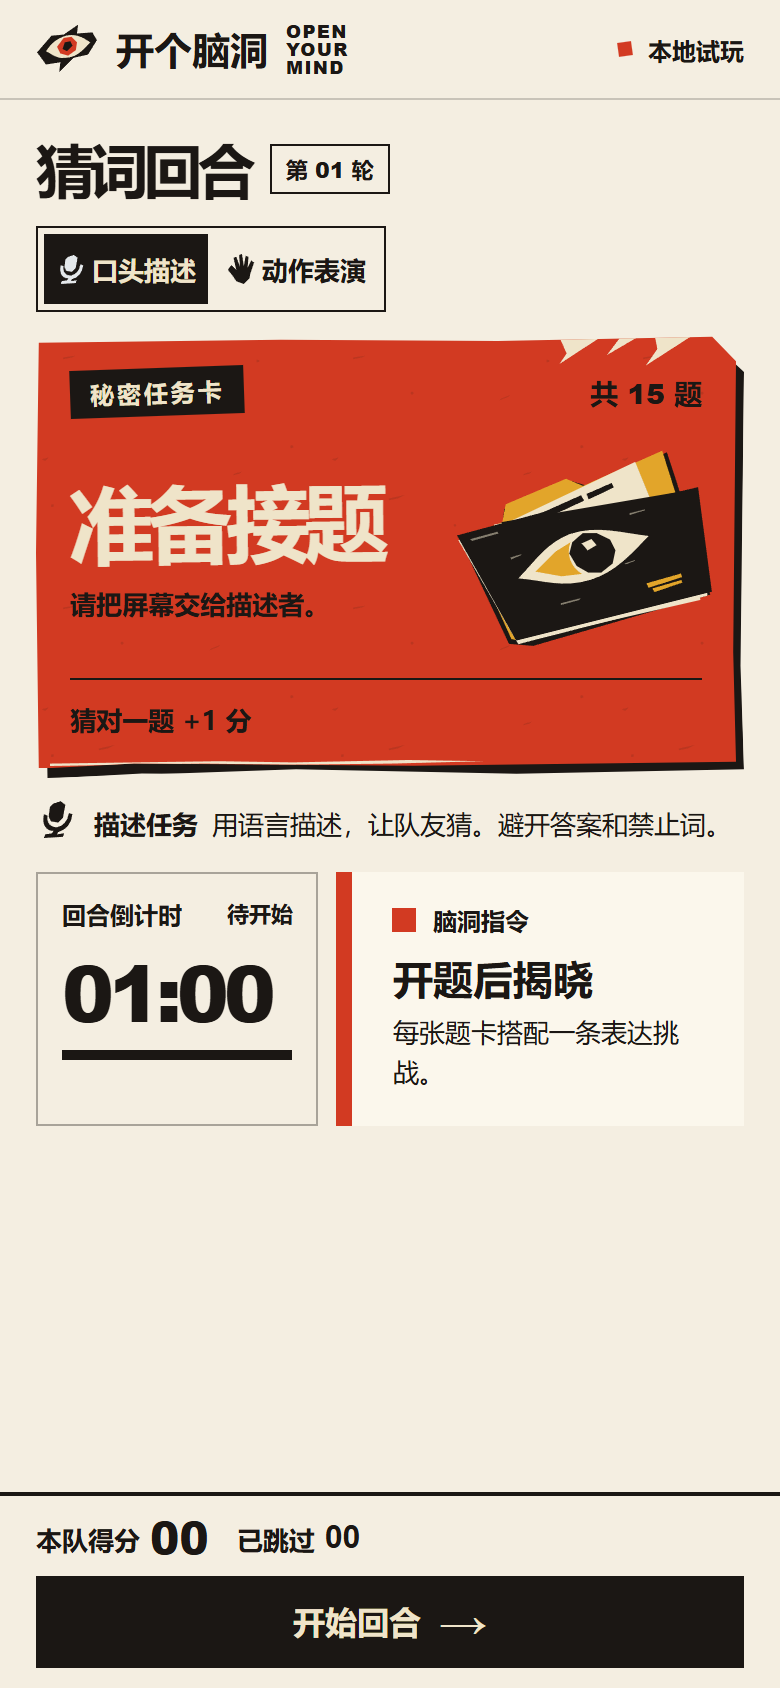 开个脑洞
OPEN
YOUR
MIND
本地试玩
猜词回合
第 01 轮
口头描述
动作表演
秘密任务卡
共 15 题
准备接题
请把屏幕交给描述者。
猜对一题 +1 分
描述任务 用语言描述，让队友猜。避开答案和禁止词。
回合倒计时 待开始
01:00
脑洞指令
开题后揭晓
每张题卡搭配一条表达挑
战。
本队得分 00 已跳过 00
开始回合 →